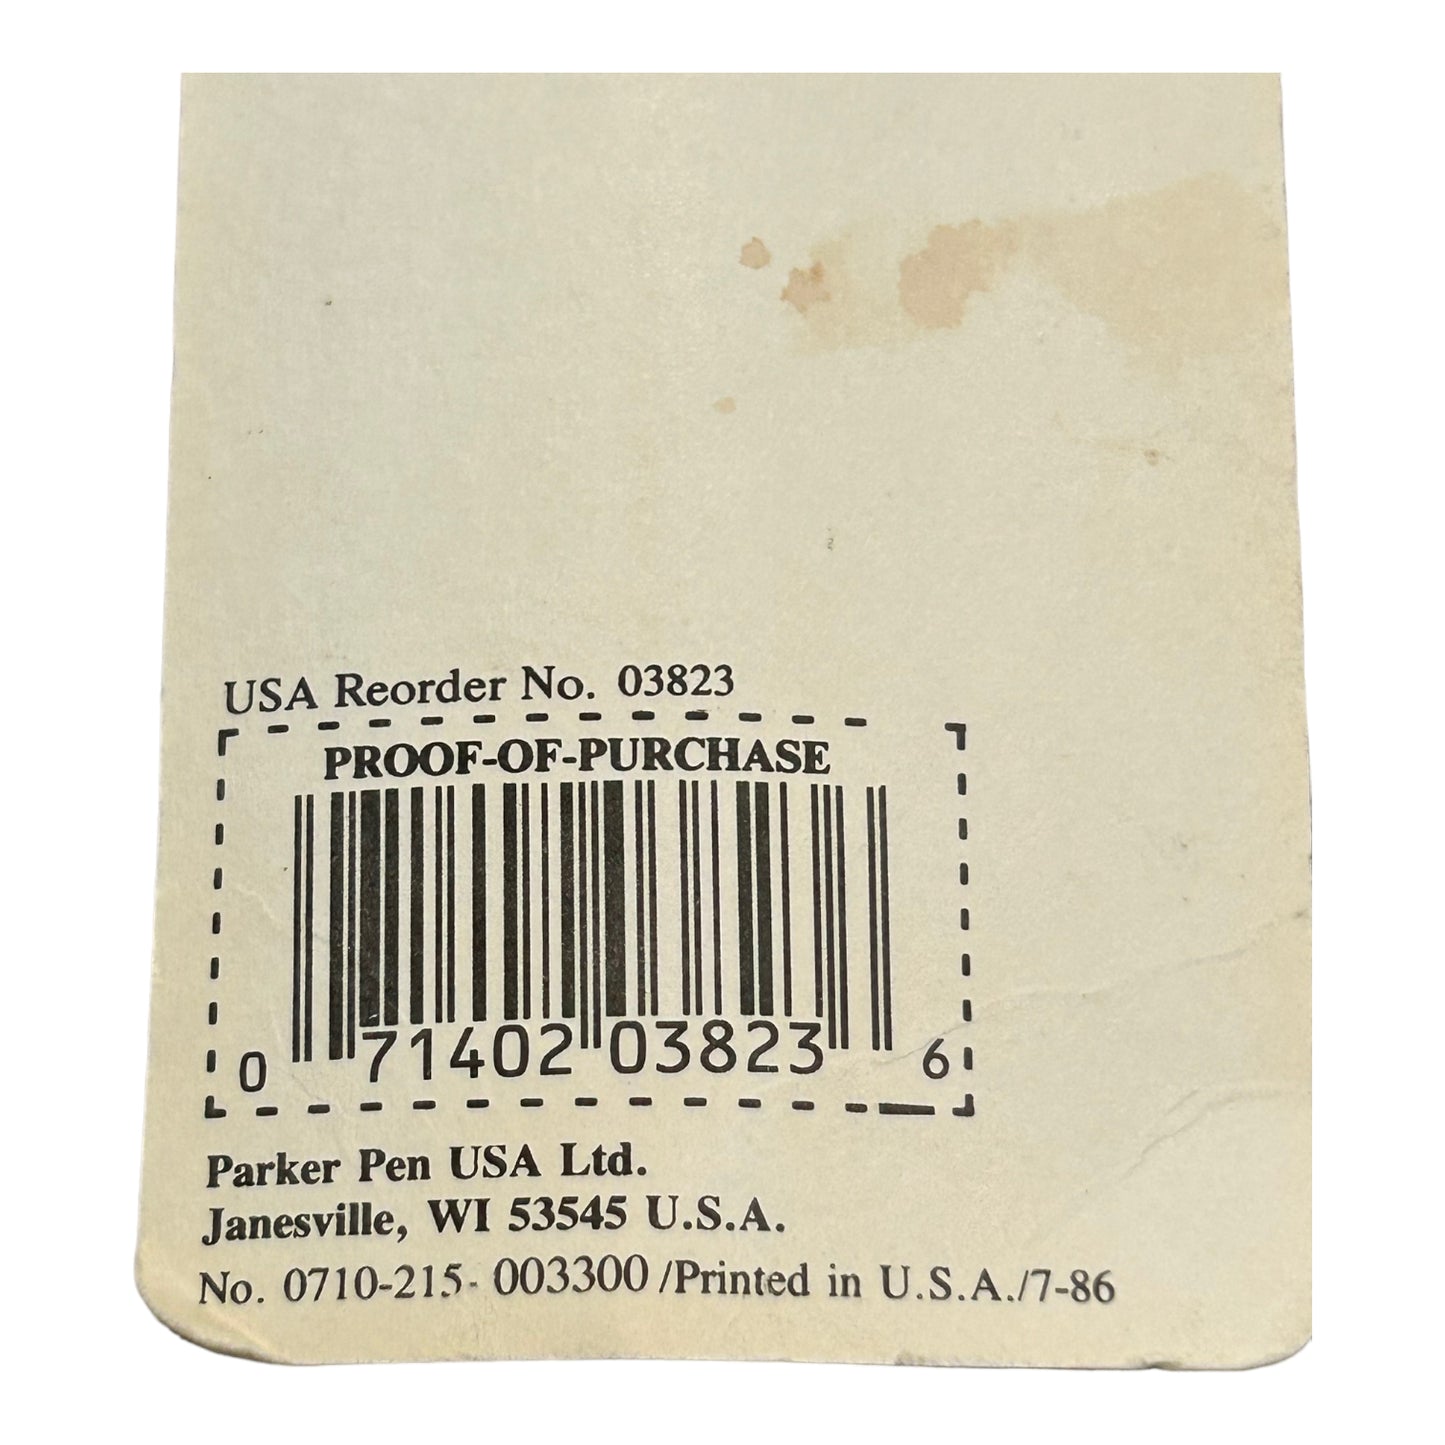 USA Reorder No. 03823
PROOF-OF-PURCHASE
0 71402 03823 6
Parker Pen USA Ltd.
Janesville, WI 53545 U.S.A.
No. 0710-215- 003300 /Printed in U.S.A./7-86